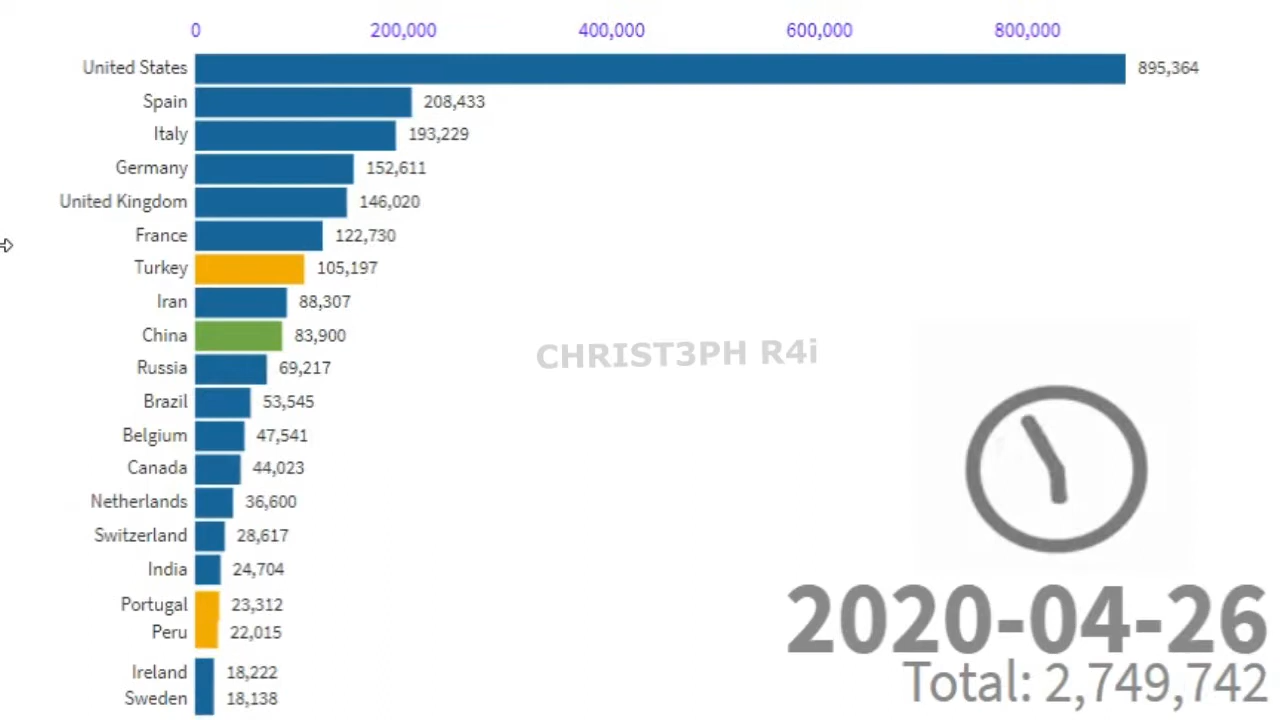 0 200,000 400,000 600,000 800,000
United States 895,364
Spain 208,433
Italy 193,229
Germany 152,611
United Kingdom 146,020
France 122,730
Turkey 105,197
Iran 88,307
China 83,900
CHRIST3PH R4i
Russia 69,217
Brazil 53,545
Belgium 47,541
Canada 44,023
Netherlands 36,600
Switzerland 28,617
India 24,704
Portugal 23,312
Peru 22,015
2020-04-26
Ireland 18,222
Sweden 18,138
Total: 2,749,742